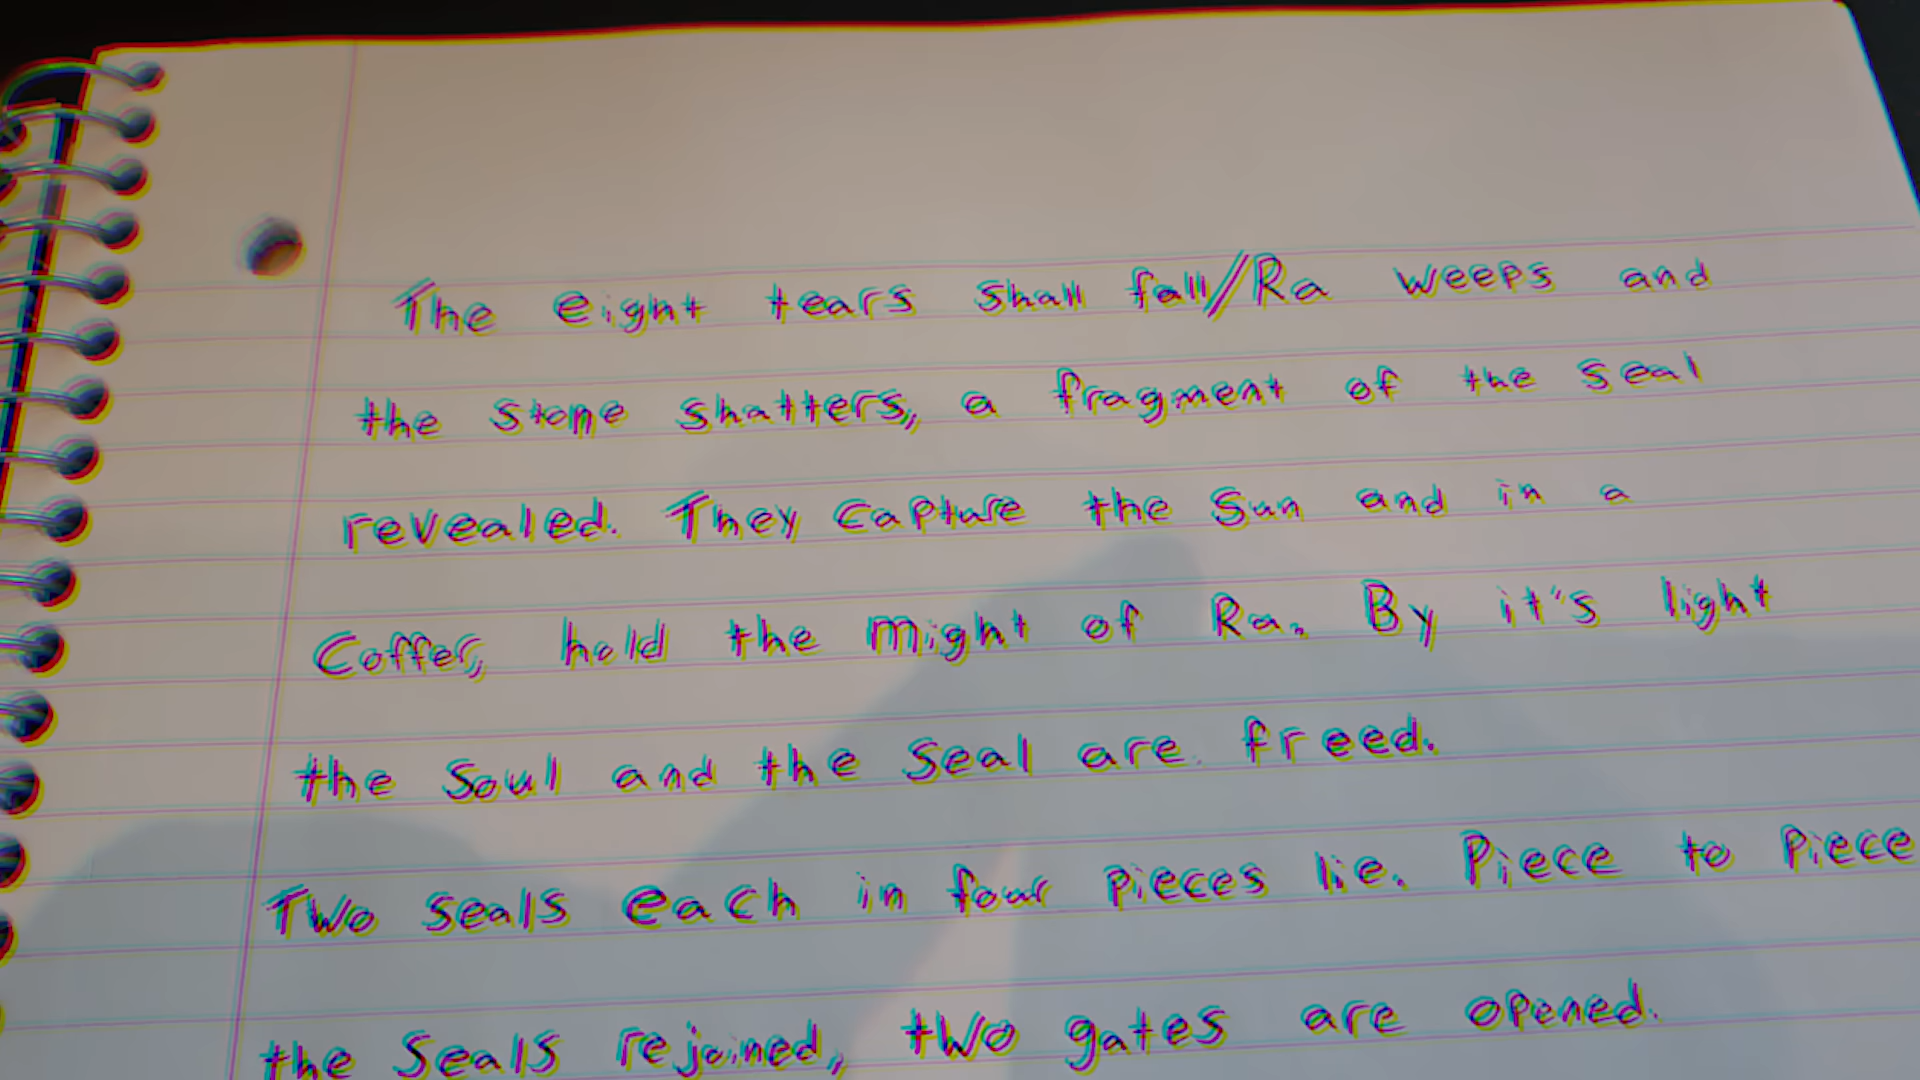 The eight tears shall fall/Ra weeps and
the stone shatters, a fragment of the seal
revealed. They capture the Sun and in a
Coffer, hold the might of Ra. By it's light
the Soul and the Seal are freed.
Two seals each in four pieces lie. Piece to piece
the Seals rejoined, two gates are opened.